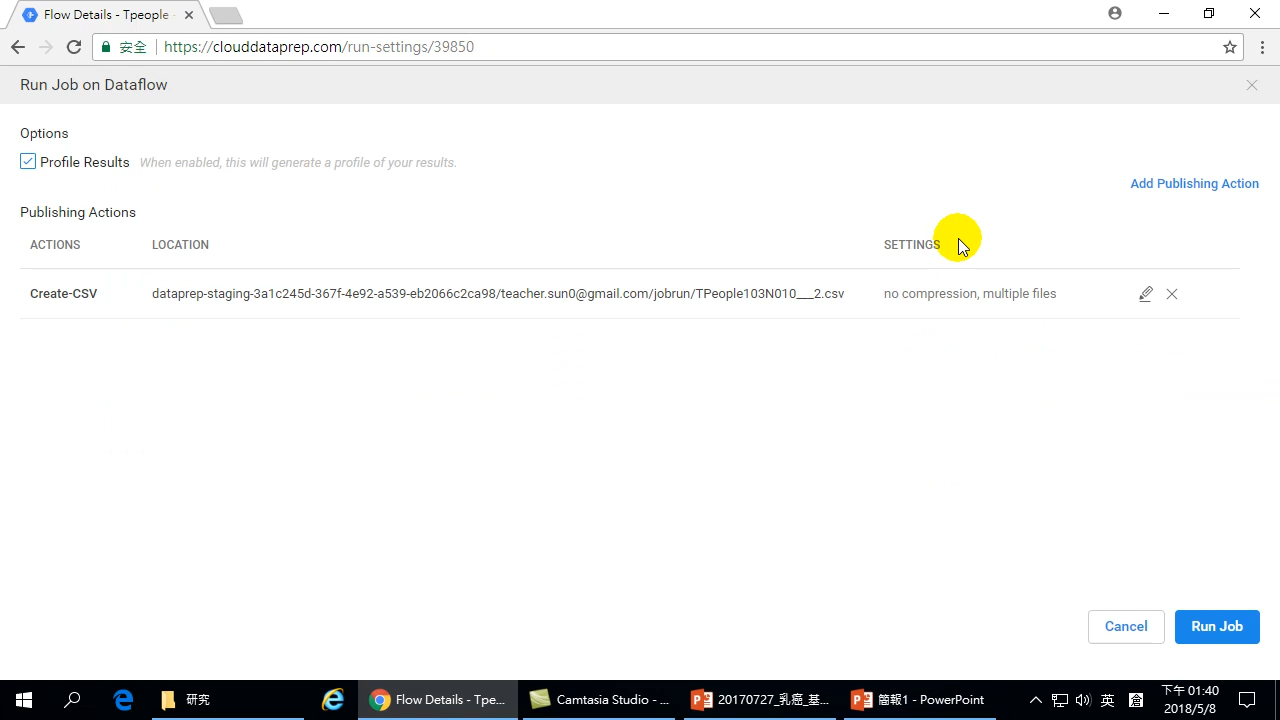 Flow Details - Tpeople -
安全 https://clouddataprep.com/run-settings/39850
Run Job on Dataflow
Options
Profile Results When enabled, this will generate a profile of your results.
Add Publishing Action
Publishing Actions
ACTIONS LOCATION SETTINGS
Create-CSV dataprep-staging-3a1c245d-367f-4e92-a539-eb2066c2ca98/teacher.sun0@gmail.com/jobrun/TPeople103N010___2.csv no compression, multiple files
Cancel Run Job
研究 Flow Details - Tpe... Camtasia Studio - ... 20170727_乳癌_基... 簡報1 - PowerPoint 英 倉 下午 01:40
2018/5/8